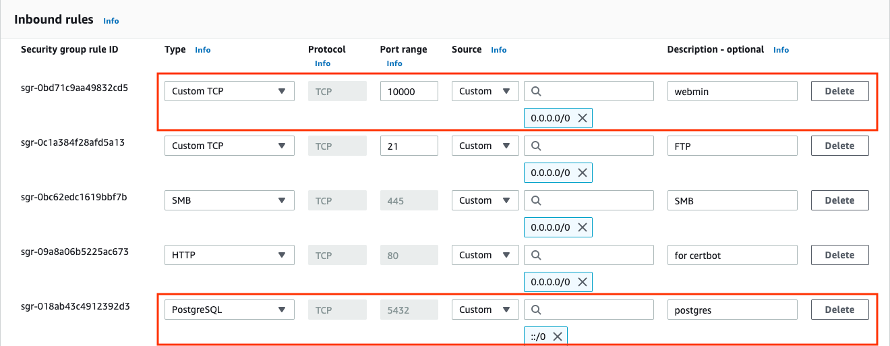 Inbound rules Info
Security group rule ID Type Info Protocol Port range Source Info Description - optional Info
Info Info
sgr-0bd71c9aa49832cd5 Custom TCP TCP 10000 Custom webmin Delete
0.0.0.0/0
sgr-0c1a384f28afd5a13 Custom TCP TCP 21 Custom FTP Delete
0.0.0.0/0
sgr-0bc62edc1619bbf7b SMB TCP 445 Custom SMB Delete
0.0.0.0/0
sgr-09a8a06b5225ac673 HTTP TCP 80 Custom for certbot Delete
0.0.0.0/0
sgr-018ab43c4912392d3 PostgreSQL TCP 5432 Custom postgres Delete
::/0